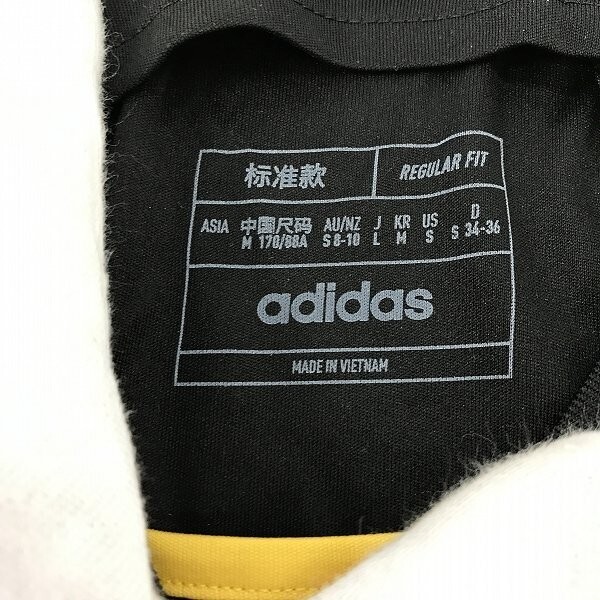 标准款 REGULAR FIT
ASIA 中国尺码 AU/NZ J KR US D
M 170/88A S 8-10 L M S S 34-36
adidas
MADE IN VIETNAM